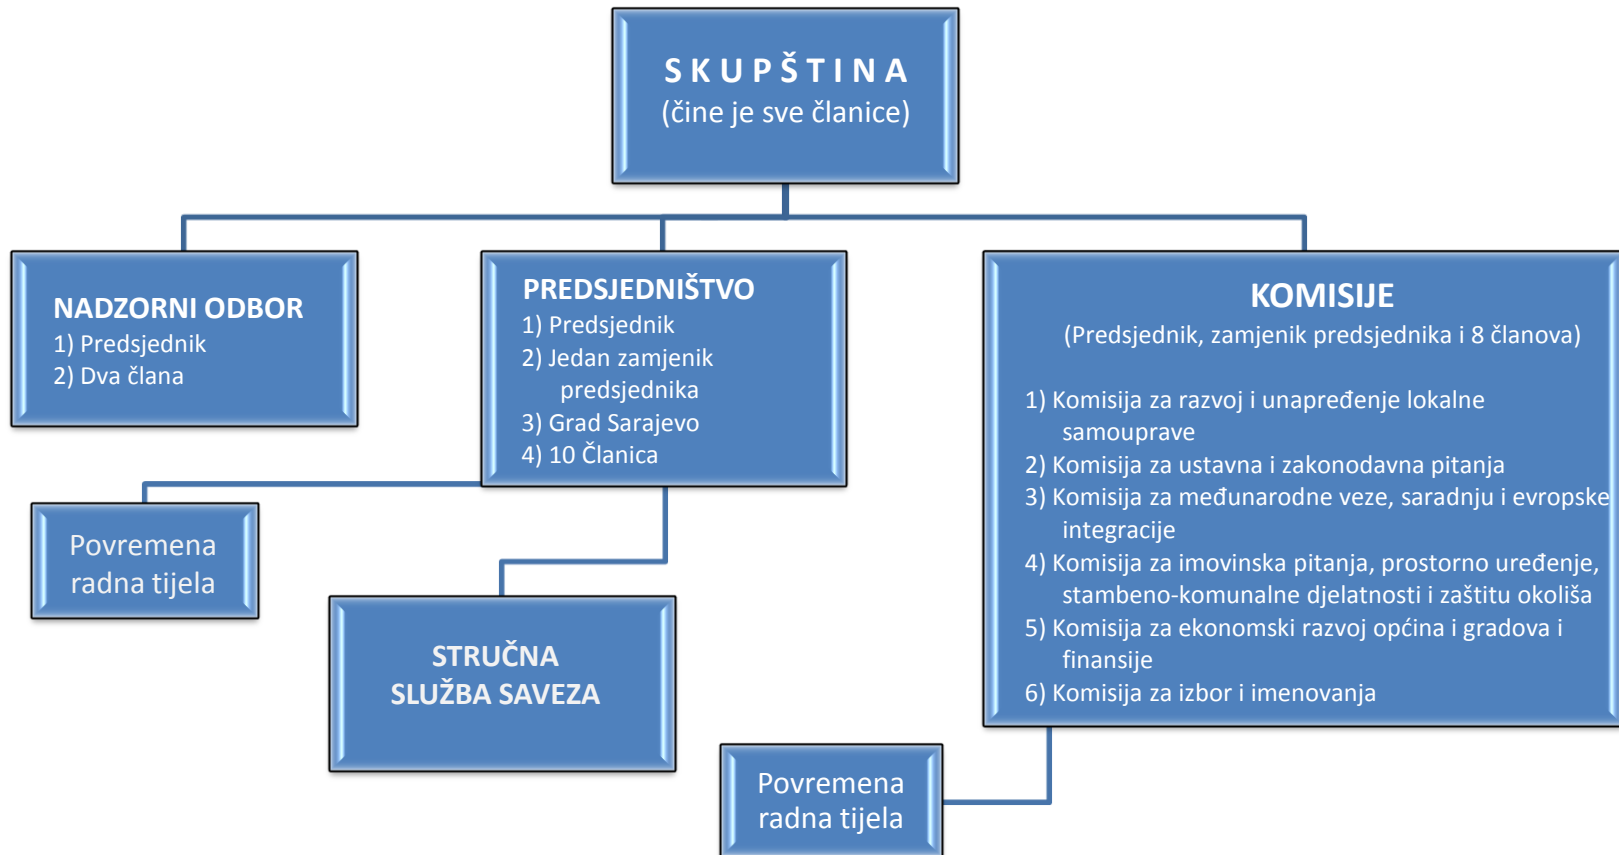 S K U P Š T I N A
(čine je sve članice)
NADZORNI ODBOR
1) Predsjednik
2) Dva člana
PREDSJEDNIŠTVO
1) Predsjednik
2) Jedan zamjenik
predsjednika
3) Grad Sarajevo
4) 10 Članica
KOMISIJE
(Predsjednik, zamjenik predsjednika i 8 članova)
1) Komisija za razvoj i unapređenje lokalne
samouprave
2) Komisija za ustavna i zakonodavna pitanja
3) Komisija za međunarodne veze, saradnju i evropske
integracije
4) Komisija za imovinska pitanja, prostorno uređenje,
stambeno-komunalne djelatnosti i zaštitu okoliša
5) Komisija za ekonomski razvoj općina i gradova i
finansije
6) Komisija za izbor i imenovanja
Povremena
radna tijela
STRUČNA
SLUŽBA SAVEZA
Povremena
radna tijela